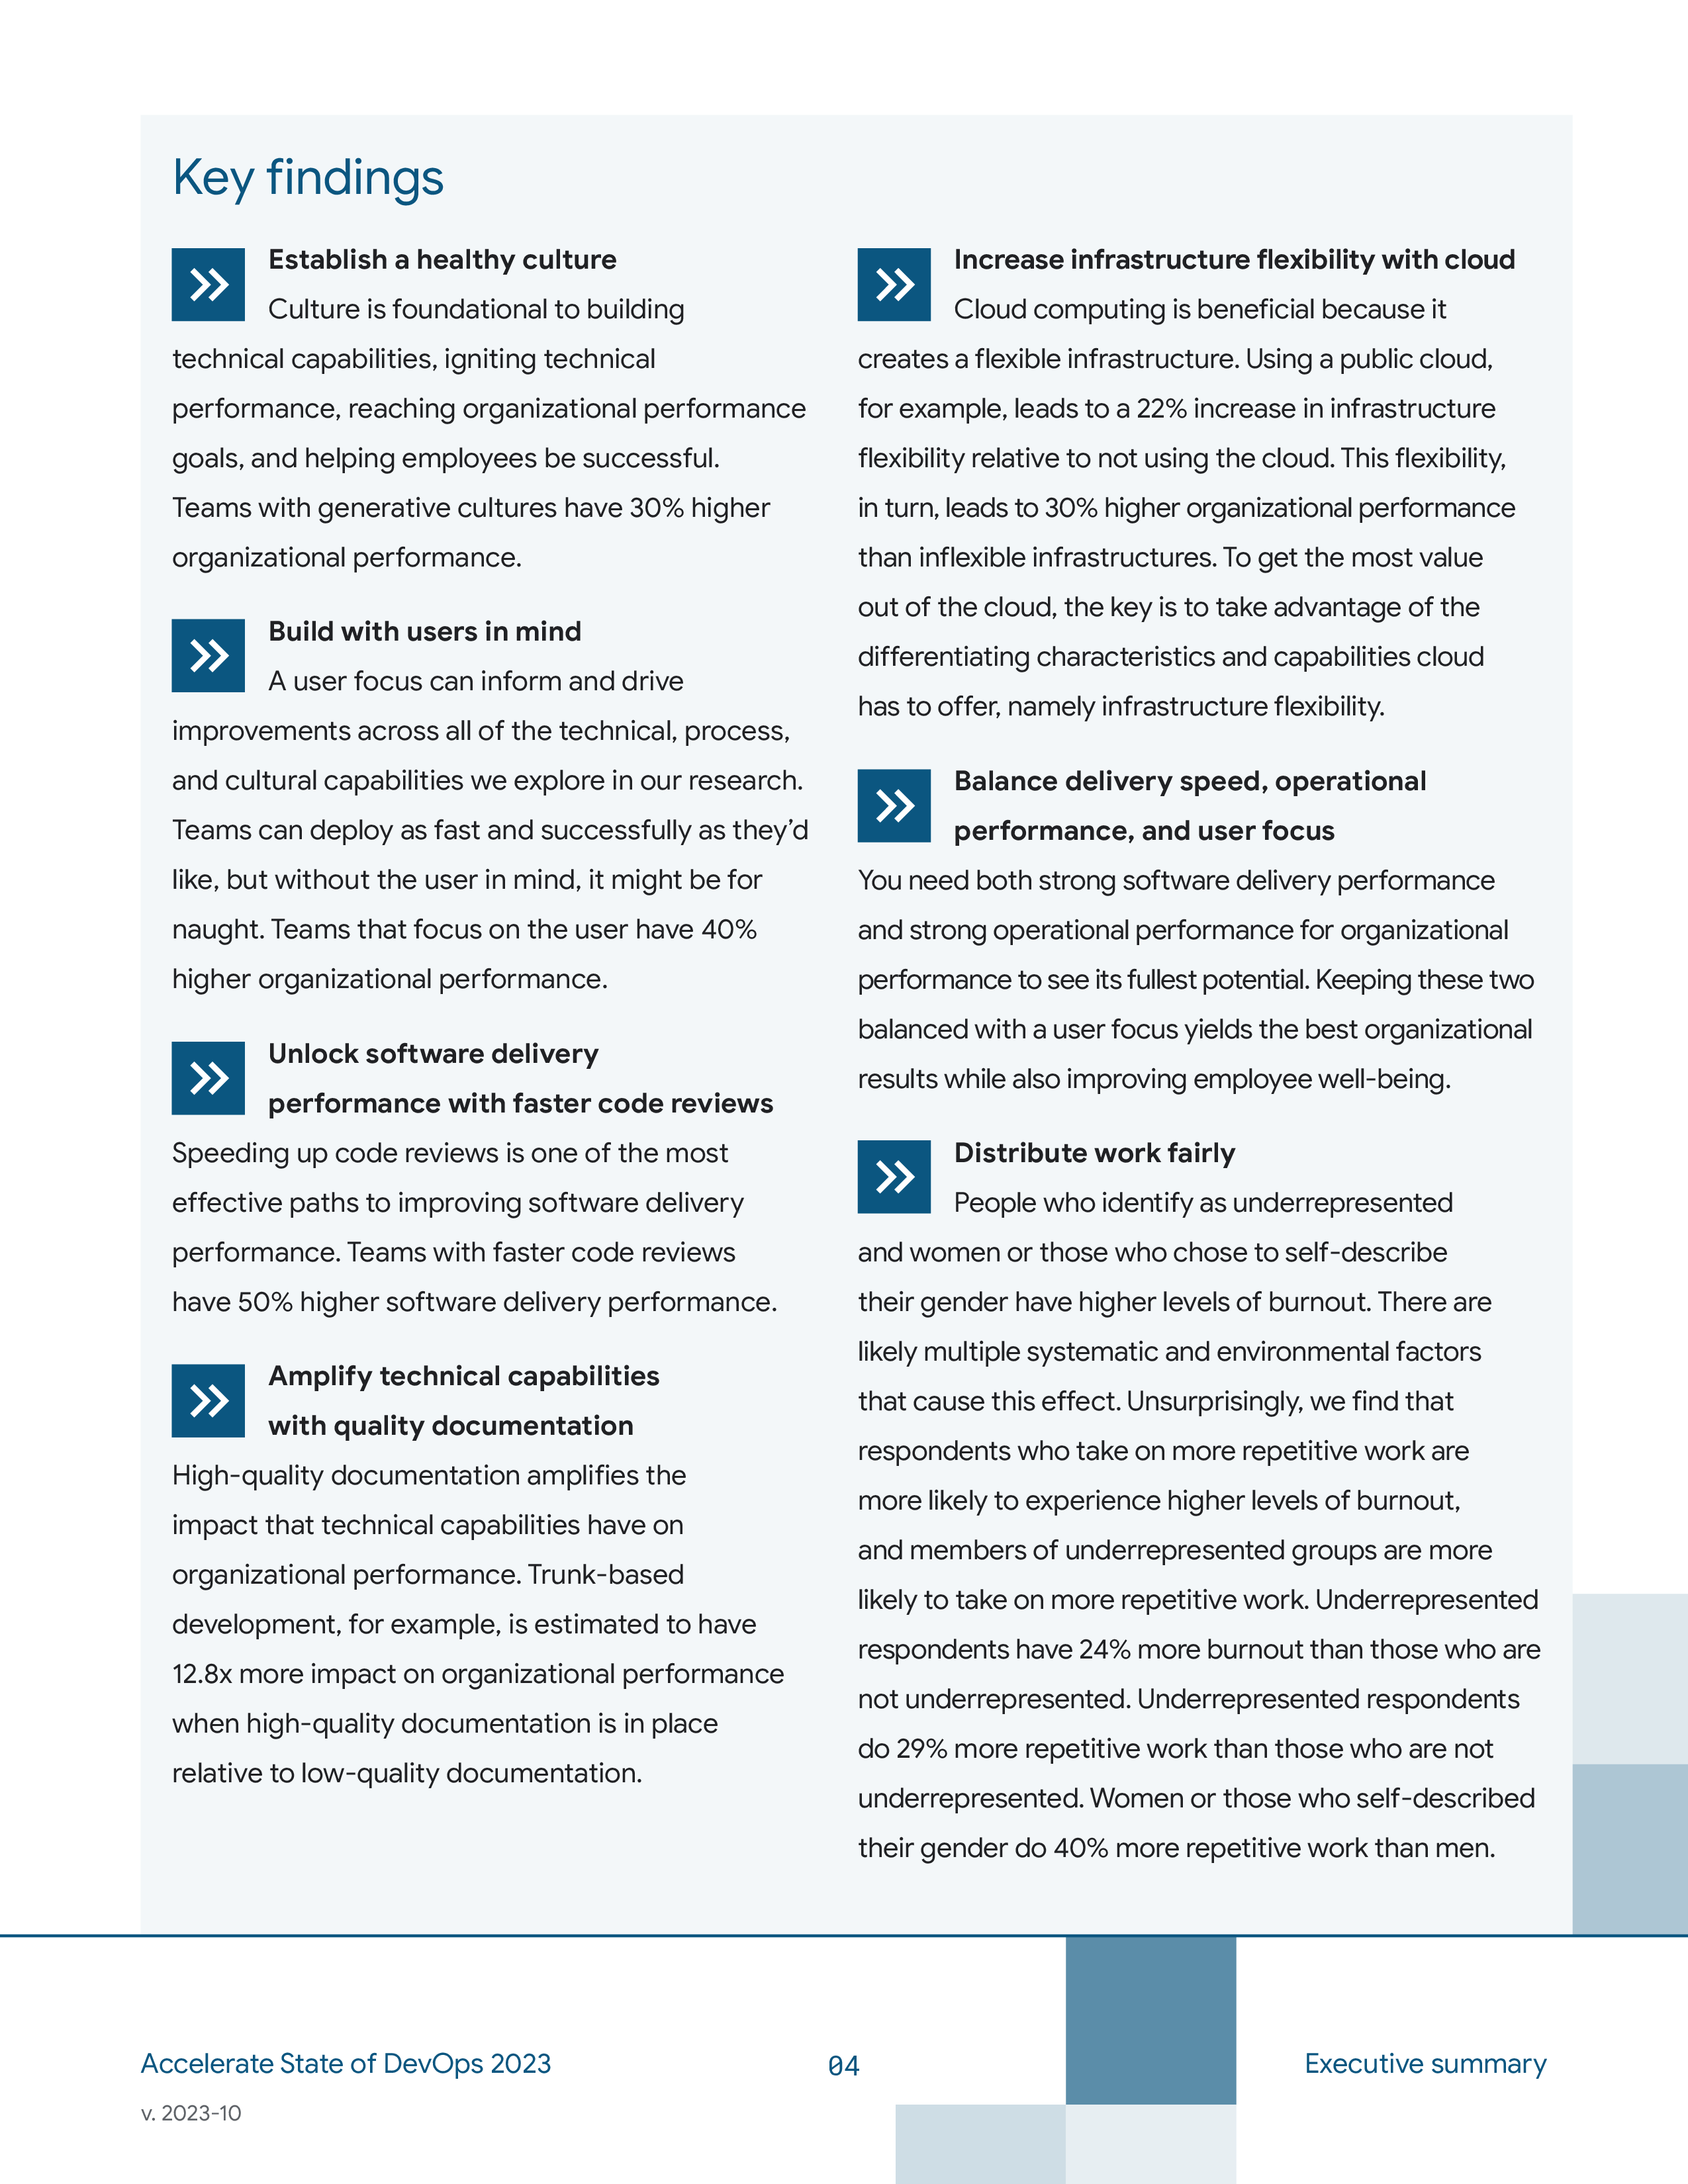 Key findings
Establish a healthy culture
Culture is foundational to building
technical capabilities, igniting technical
performance, reaching organizational performance
goals, and helping employees be successful.
Teams with generative cultures have 30% higher
organizational performance.
Build with users in mind
A user focus can inform and drive
improvements across all of the technical, process,
and cultural capabilities we explore in our research.
Teams can deploy as fast and successfully as they’d
like, but without the user in mind, it might be for
naught. Teams that focus on the user have 40%
higher organizational performance.
Unlock software delivery
performance with faster code reviews
Speeding up code reviews is one of the most
effective paths to improving software delivery
performance. Teams with faster code reviews
have 50% higher software delivery performance.
Amplify technical capabilities
with quality documentation
High-quality documentation amplifies the
impact that technical capabilities have on
organizational performance. Trunk-based
development, for example, is estimated to have
12.8x more impact on organizational performance
when high-quality documentation is in place
relative to low-quality documentation.
Increase infrastructure flexibility with cloud
Cloud computing is beneficial because it
creates a flexible infrastructure. Using a public cloud,
for example, leads to a 22% increase in infrastructure
flexibility relative to not using the cloud. This flexibility,
in turn, leads to 30% higher organizational performance
than inflexible infrastructures. To get the most value
out of the cloud, the key is to take advantage of the
differentiating characteristics and capabilities cloud
has to offer, namely infrastructure flexibility.
Balance delivery speed, operational
performance, and user focus
You need both strong software delivery performance
and strong operational performance for organizational
performance to see its fullest potential. Keeping these two
balanced with a user focus yields the best organizational
results while also improving employee well-being.
Distribute work fairly
People who identify as underrepresented
and women or those who chose to self-describe
their gender have higher levels of burnout. There are
likely multiple systematic and environmental factors
that cause this effect. Unsurprisingly, we find that
respondents who take on more repetitive work are
more likely to experience higher levels of burnout,
and members of underrepresented groups are more
likely to take on more repetitive work. Underrepresented
respondents have 24% more burnout than those who are
not underrepresented. Underrepresented respondents
do 29% more repetitive work than those who are not
underrepresented. Women or those who self-described
their gender do 40% more repetitive work than men.
Accelerate State of DevOps 2023
04
Executive summary
v. 2023-10